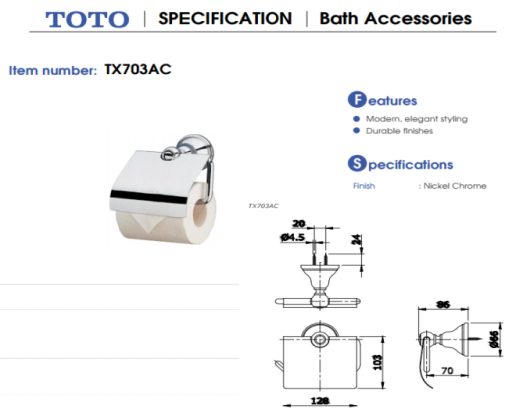 TOTO | SPECIFICATION | Bath Accessories
Item number: TX703AC
Features
Modern, elegant styling
Durable finishes
Specifications
Finish : Nickel Chrome
TX703AC
20
Ø4.5
24
86
Ø66
70
103
128